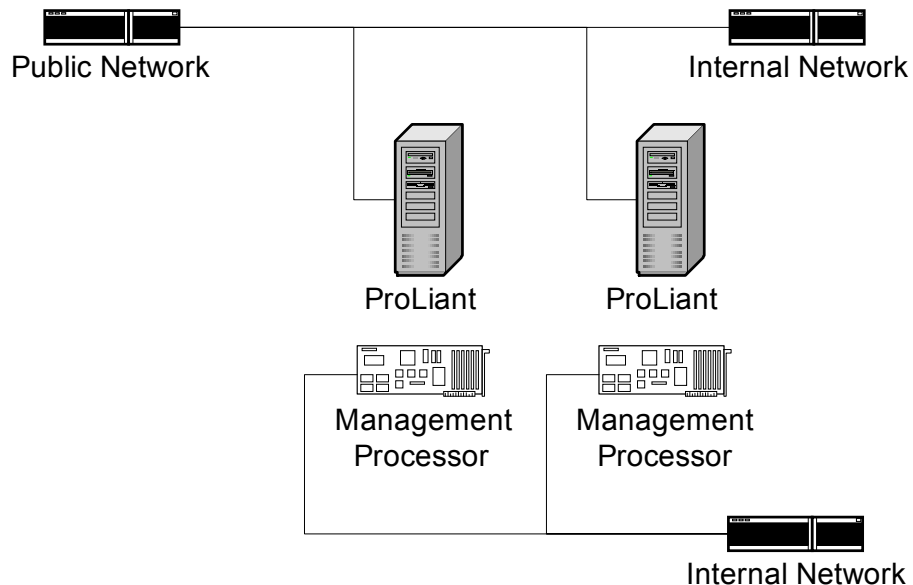 Public Network
Internal Network
ProLiant
ProLiant
Management
Processor
Management
Processor
Internal Network